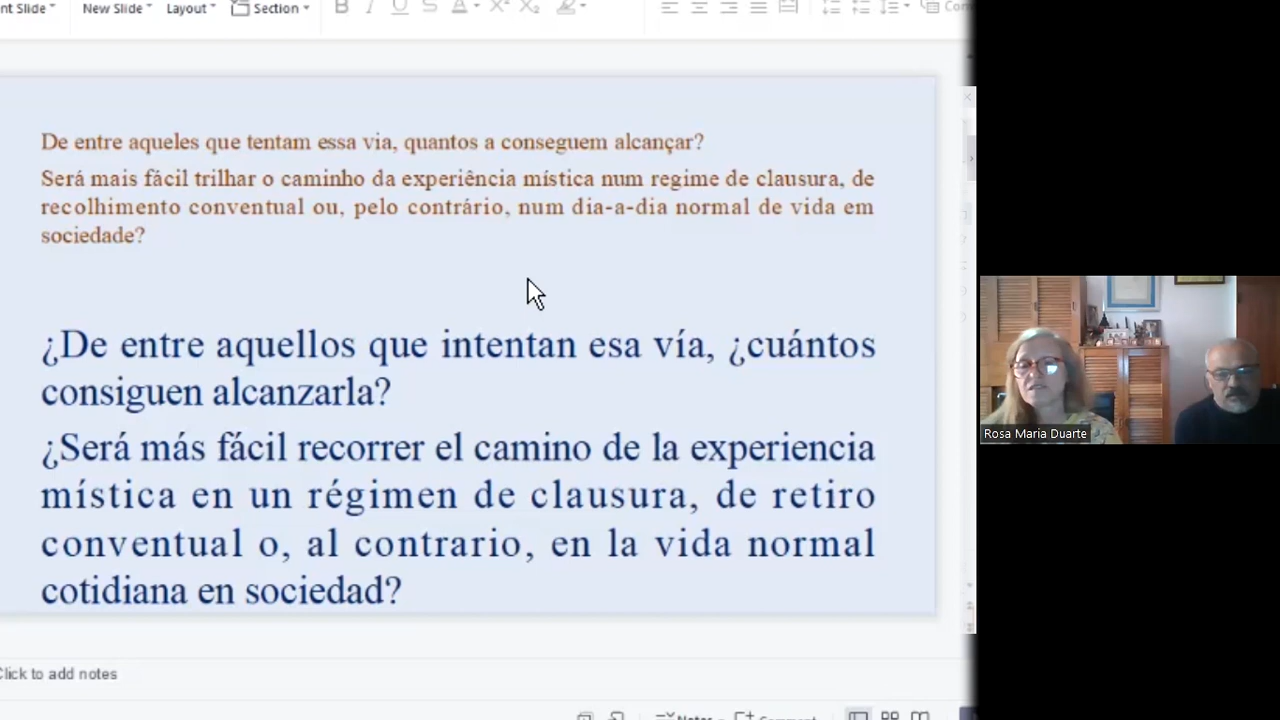 nt Slide
New Slide
Layout
Section
B I U S A X² X₂
De entre aqueles que tentam essa via, quantos a conseguem alcançar?
Será mais fácil trilhar o caminho da experiência mística num regime de clausura, de
recolhimento conventual ou, pelo contrário, num dia-a-dia normal de vida em
sociedade?
¿De entre aquellos que intentan esa vía, ¿cuántos
consiguen alcanzarla?
¿Será más fácil recorrer el camino de la experiencia
mística en un régimen de clausura, de retiro
conventual o, al contrario, en la vida normal
cotidiana en sociedad?
Rosa Maria Duarte
Click to add notes
Notes
Comment